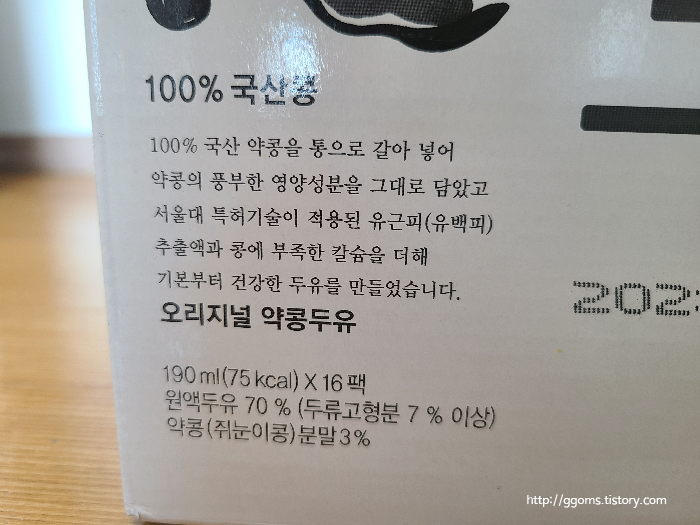 100% 국산콩
100% 국산 약콩을 통으로 갈아 넣어
약콩의 풍부한 영양성분을 그대로 담았고
서울대 특허기술이 적용된 유근피(유백피)
추출액과 콩에 부족한 칼슘을 더해
기본부터 건강한 두유를 만들었습니다.
오리지널 약콩두유
202
190 ml(75 kcal) X 16 팩
원액두유 70 % (두류고형분 7 % 이상)
약콩(쥐눈이콩)분말 3%
http://ggoms.tistory.com